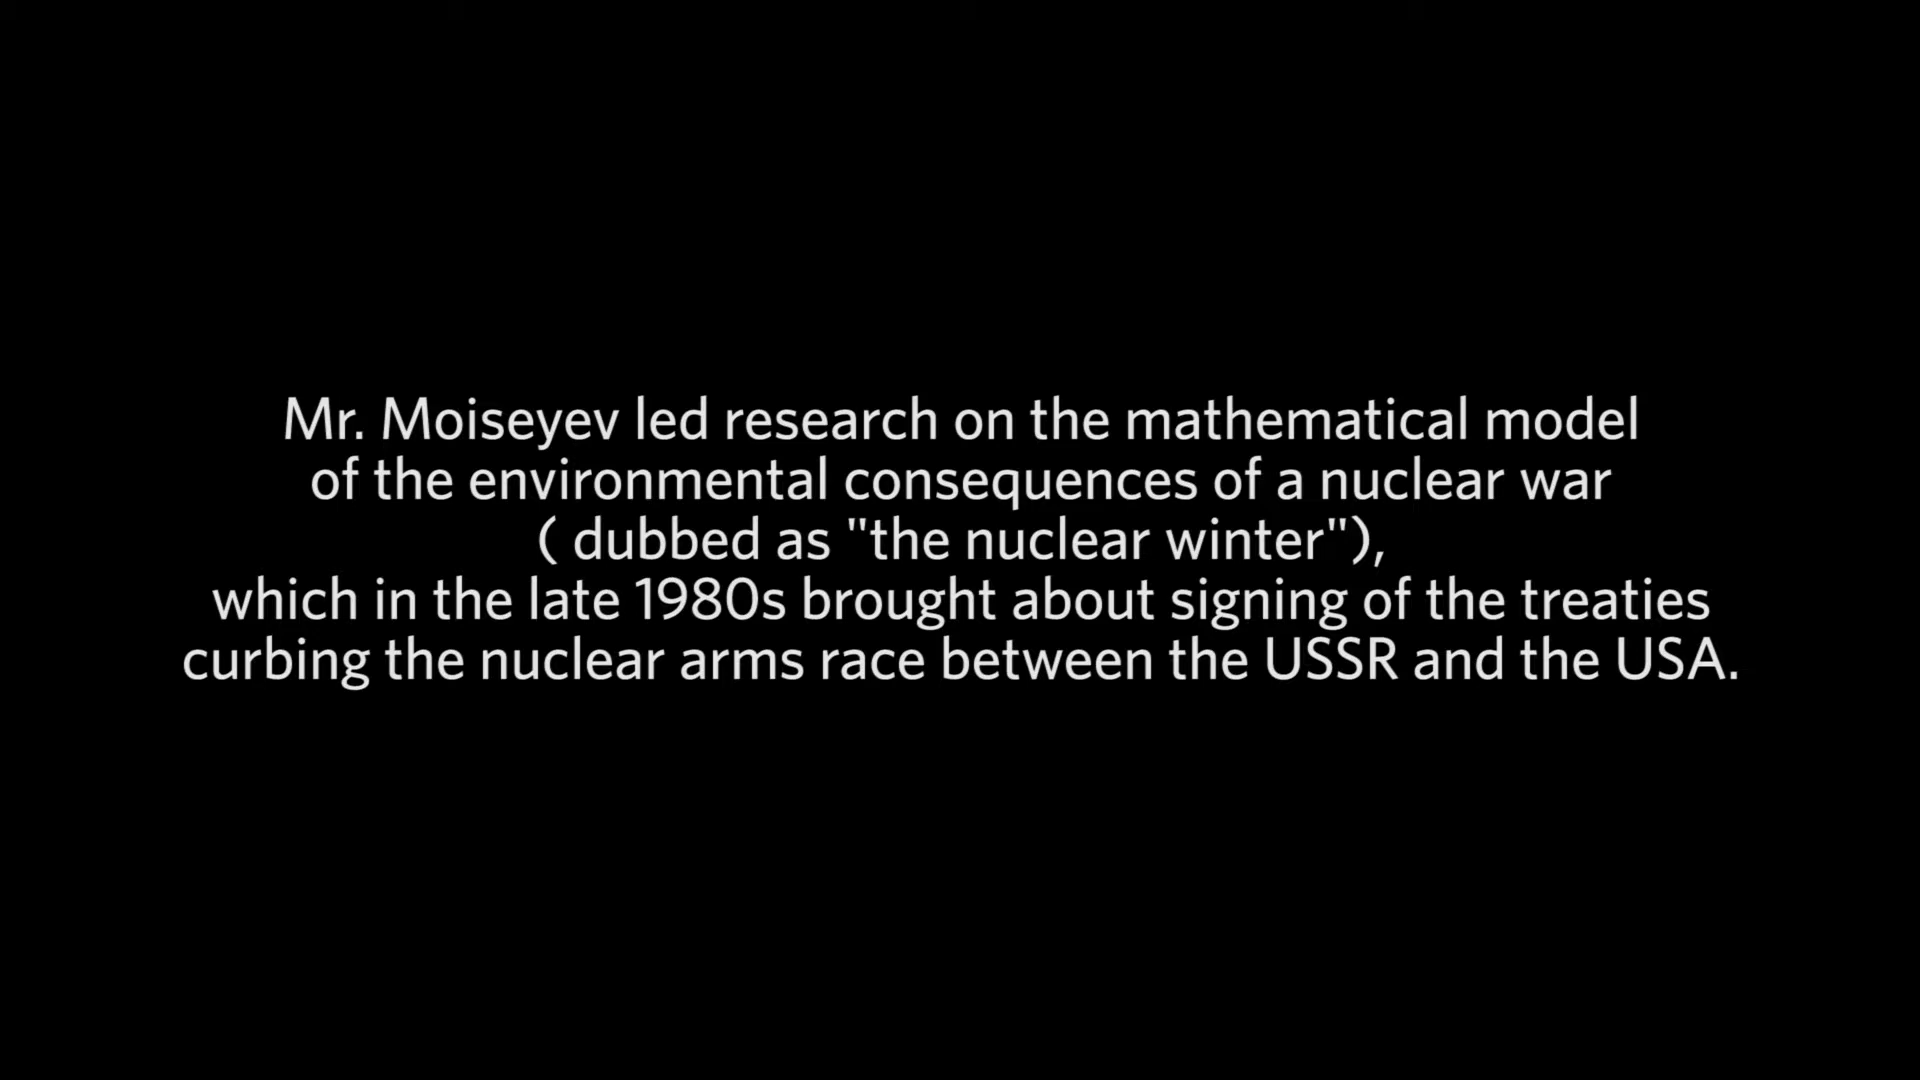 Mr. Moiseyev led research on the mathematical model
of the environmental consequences of a nuclear war
( dubbed as "the nuclear winter"),
which in the late 1980s brought about signing of the treaties
curbing the nuclear arms race between the USSR and the USA.